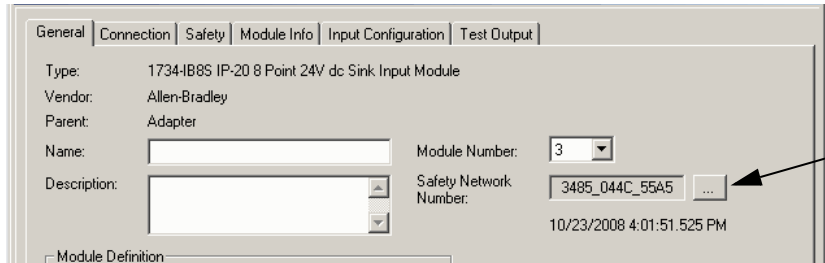 General Connection Safety Module Info Input Configuration Test Output
Type: 1734-IB8S IP-20 8 Point 24V dc Sink Input Module
Vendor: Allen-Bradley
Parent: Adapter
Name: Module Number: 3
Description: Safety Network Number: 3485_044C_55A5 ...
10/23/2008 4:01:51.525 PM
Module Definition